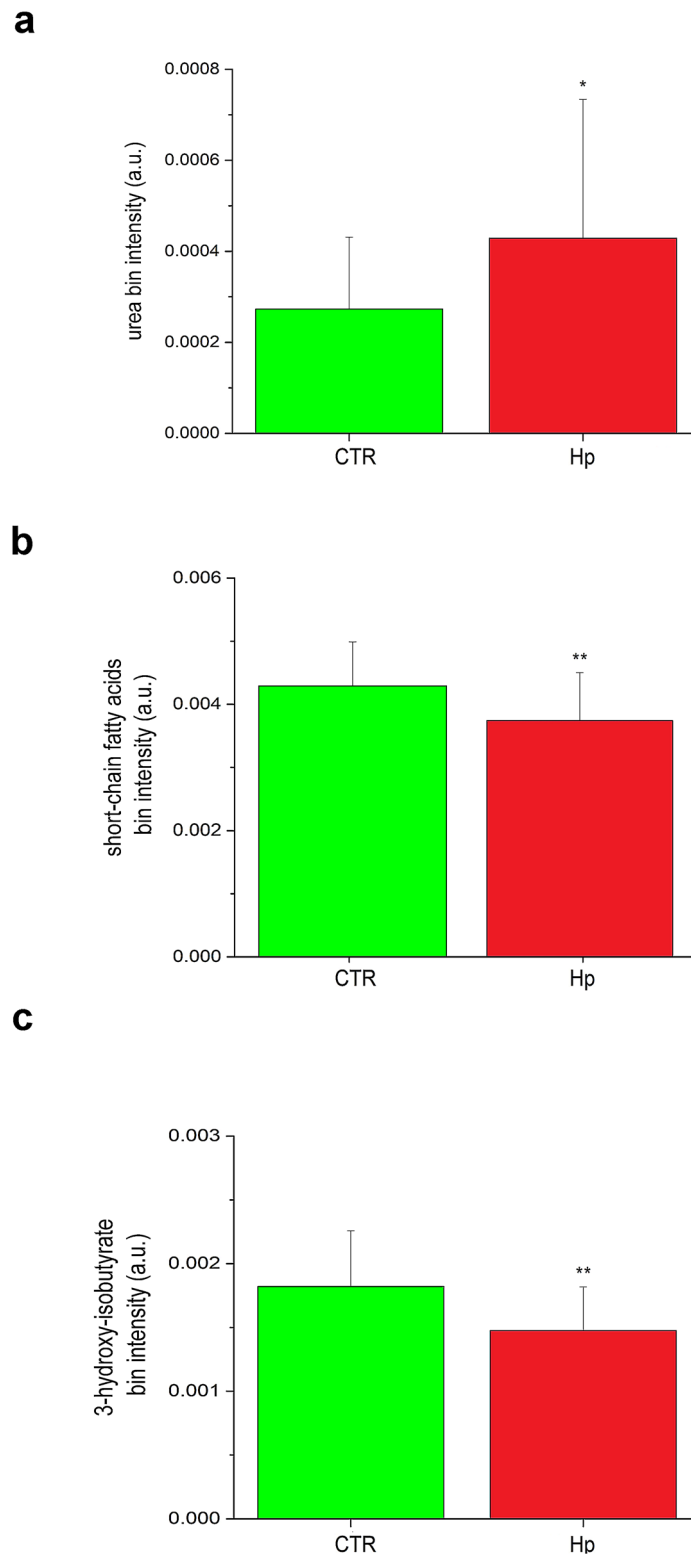 a
0.0008
*
0.0006
urea bin intensity (a.u.)
0.0004
0.0002
0.0000
CTR Hp
b
0.006
**
short-chain fatty acids
bin intensity (a.u.)
0.004
0.002
0.000
CTR Hp
c
0.003
**
3-hydroxy-isobutyrate
bin intensity (a.u.)
0.002
0.001
0.000
CTR Hp